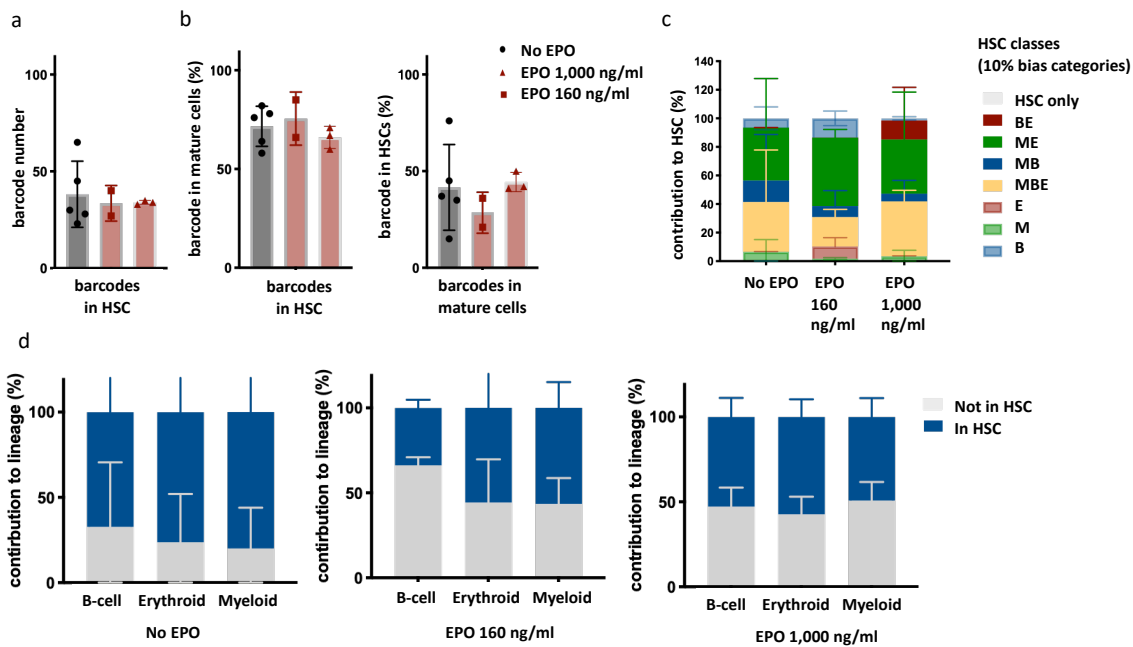 a
b
c
d
100
50
0
barcode number
barcodes
in HSC
100
50
0
barcode in mature cells (%)
barcodes
in HSC
No EPO
EPO 1,000 ng/ml
EPO 160 ng/ml
100
50
0
barcode in HSCs (%)
barcodes in
mature cells
140
120
100
80
60
40
20
0
contribution to HSC (%)
No EPO
EPO
160
ng/ml
EPO
1,000
ng/ml
HSC classes
(10% bias categories)
HSC only
BE
ME
MB
MBE
E
M
B
100
50
0
contirbution to lineage (%)
B-cell Erythroid Myeloid
No EPO
100
50
0
contirbution to lineage (%)
B-cell Erythroid Myeloid
EPO 160 ng/ml
100
50
0
contirbution to lineage (%)
B-cell Erythroid Myeloid
EPO 1,000 ng/ml
Not in HSC
In HSC